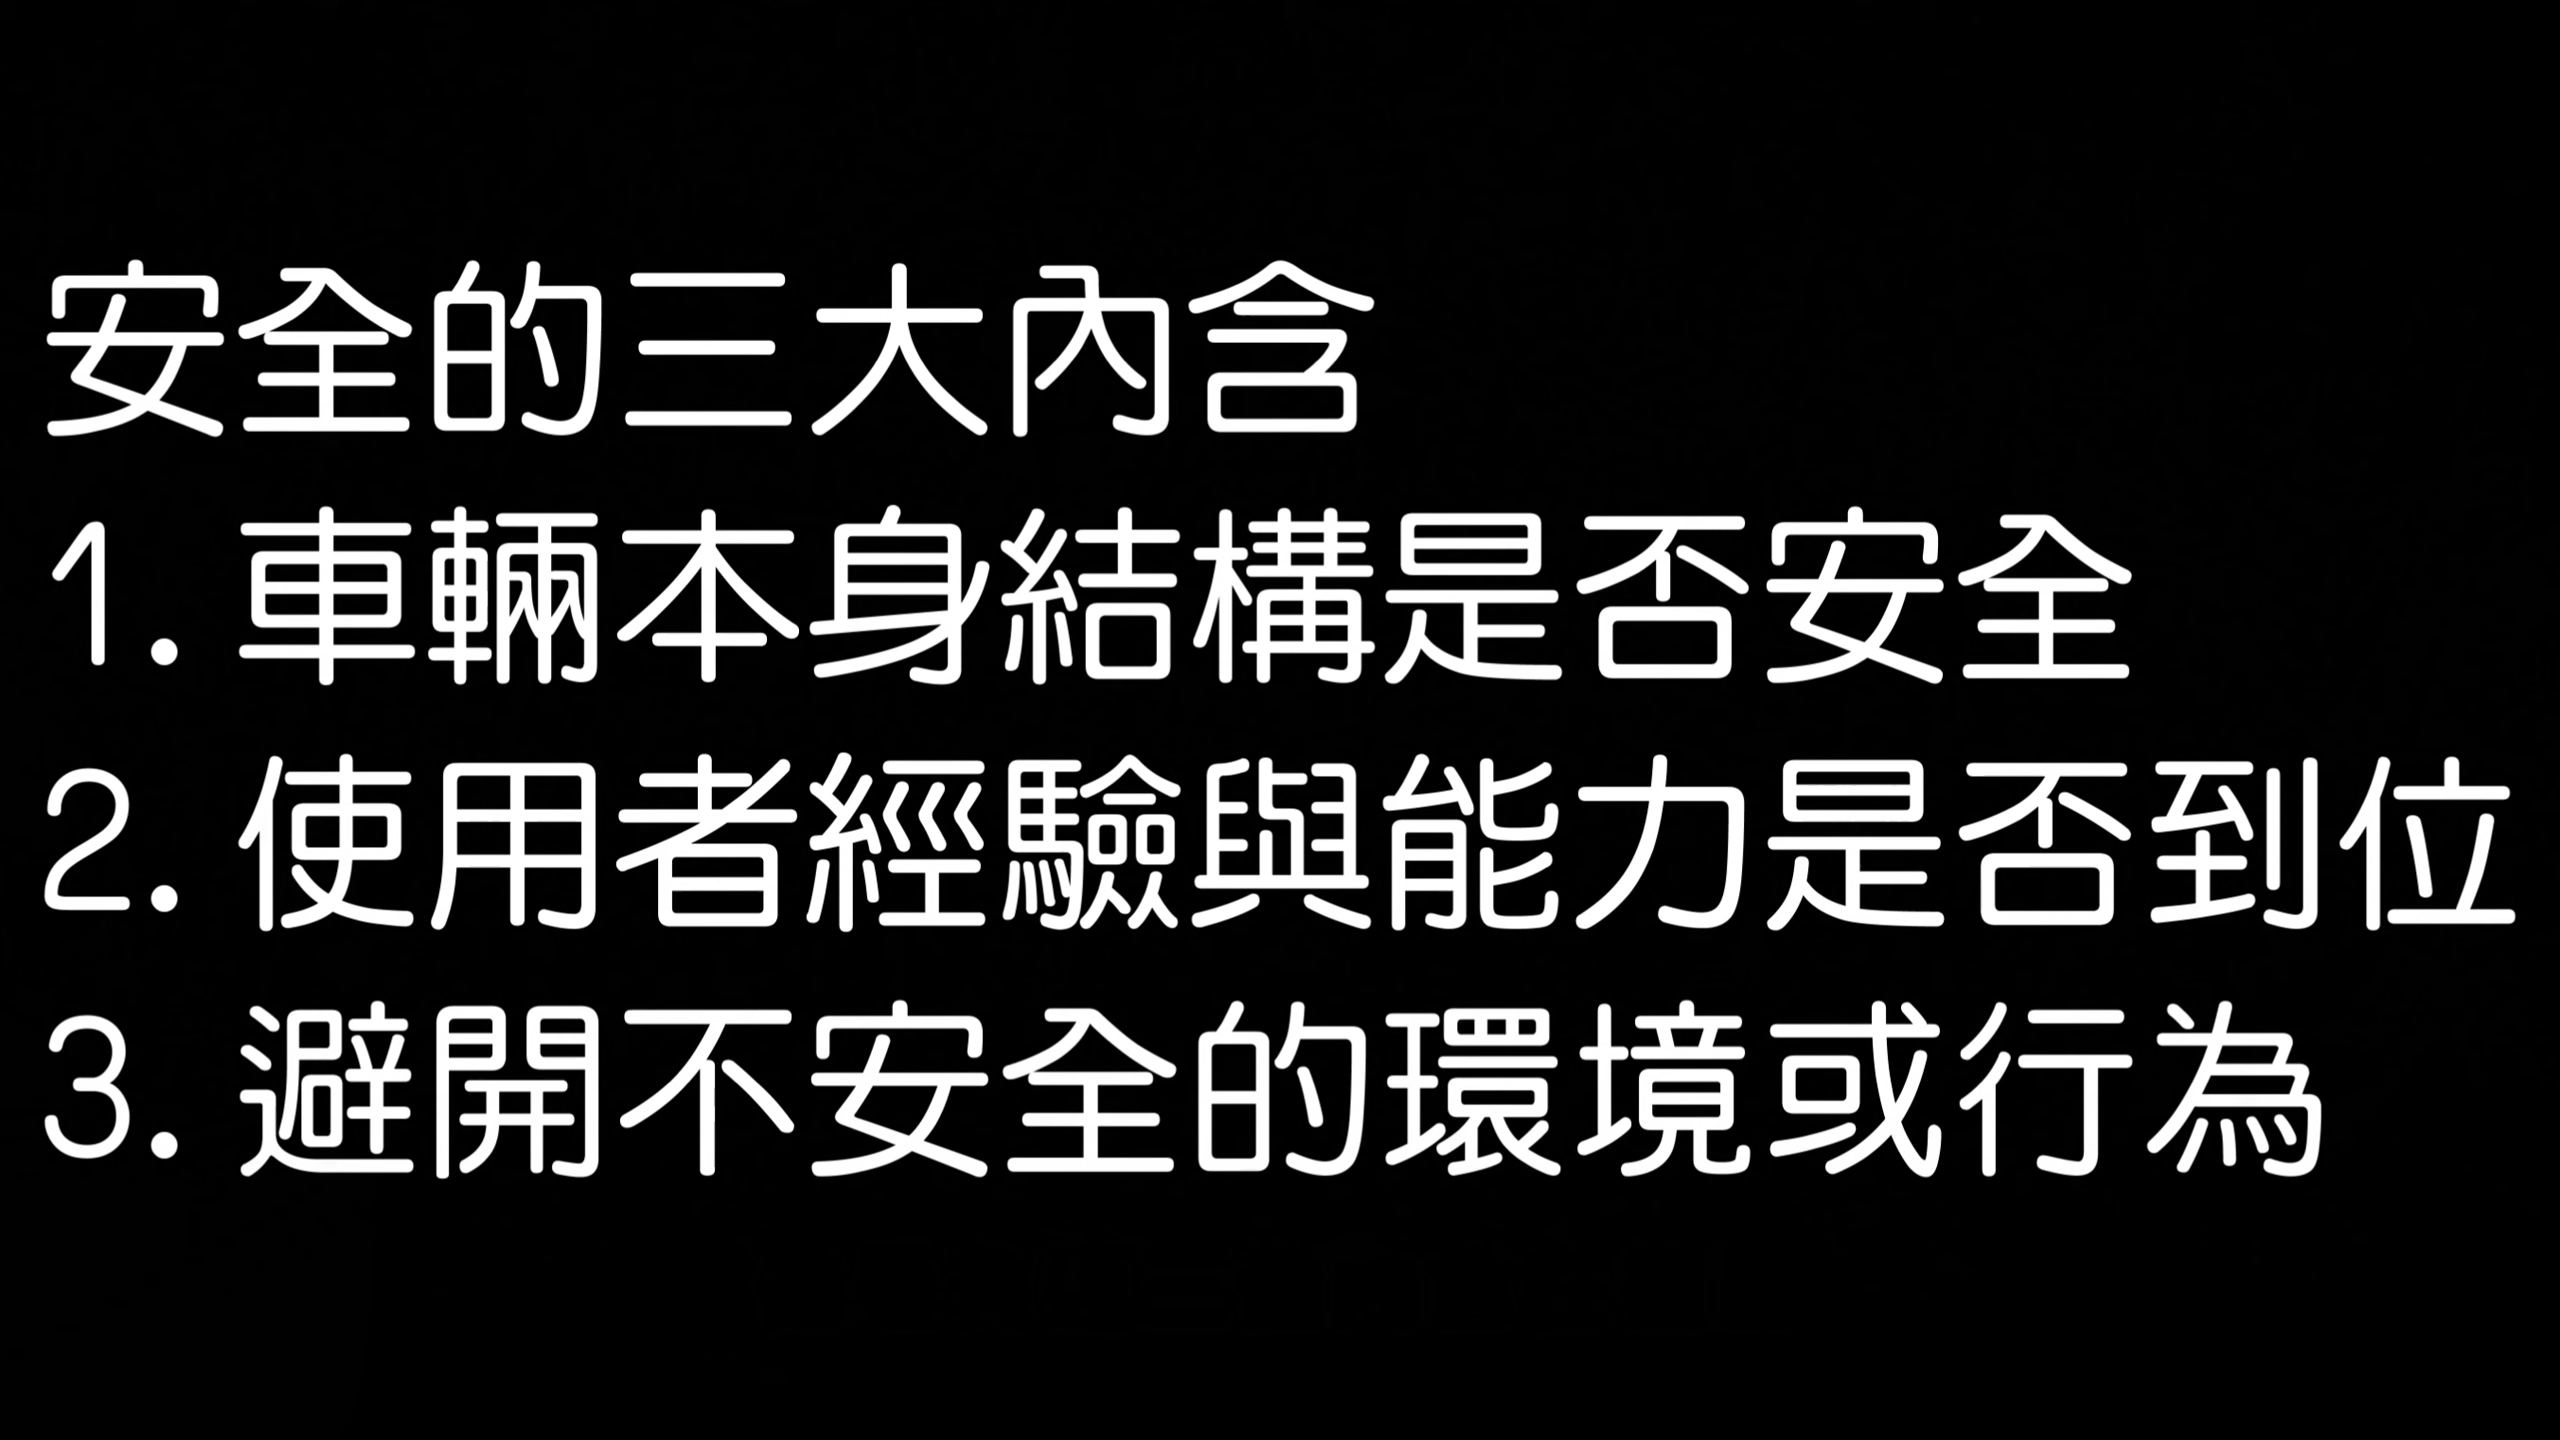 安全的三大內含
1. 車輛本身結構是否安全
2. 使用者經驗與能力是否到位
3. 避開不安全的環境或行為